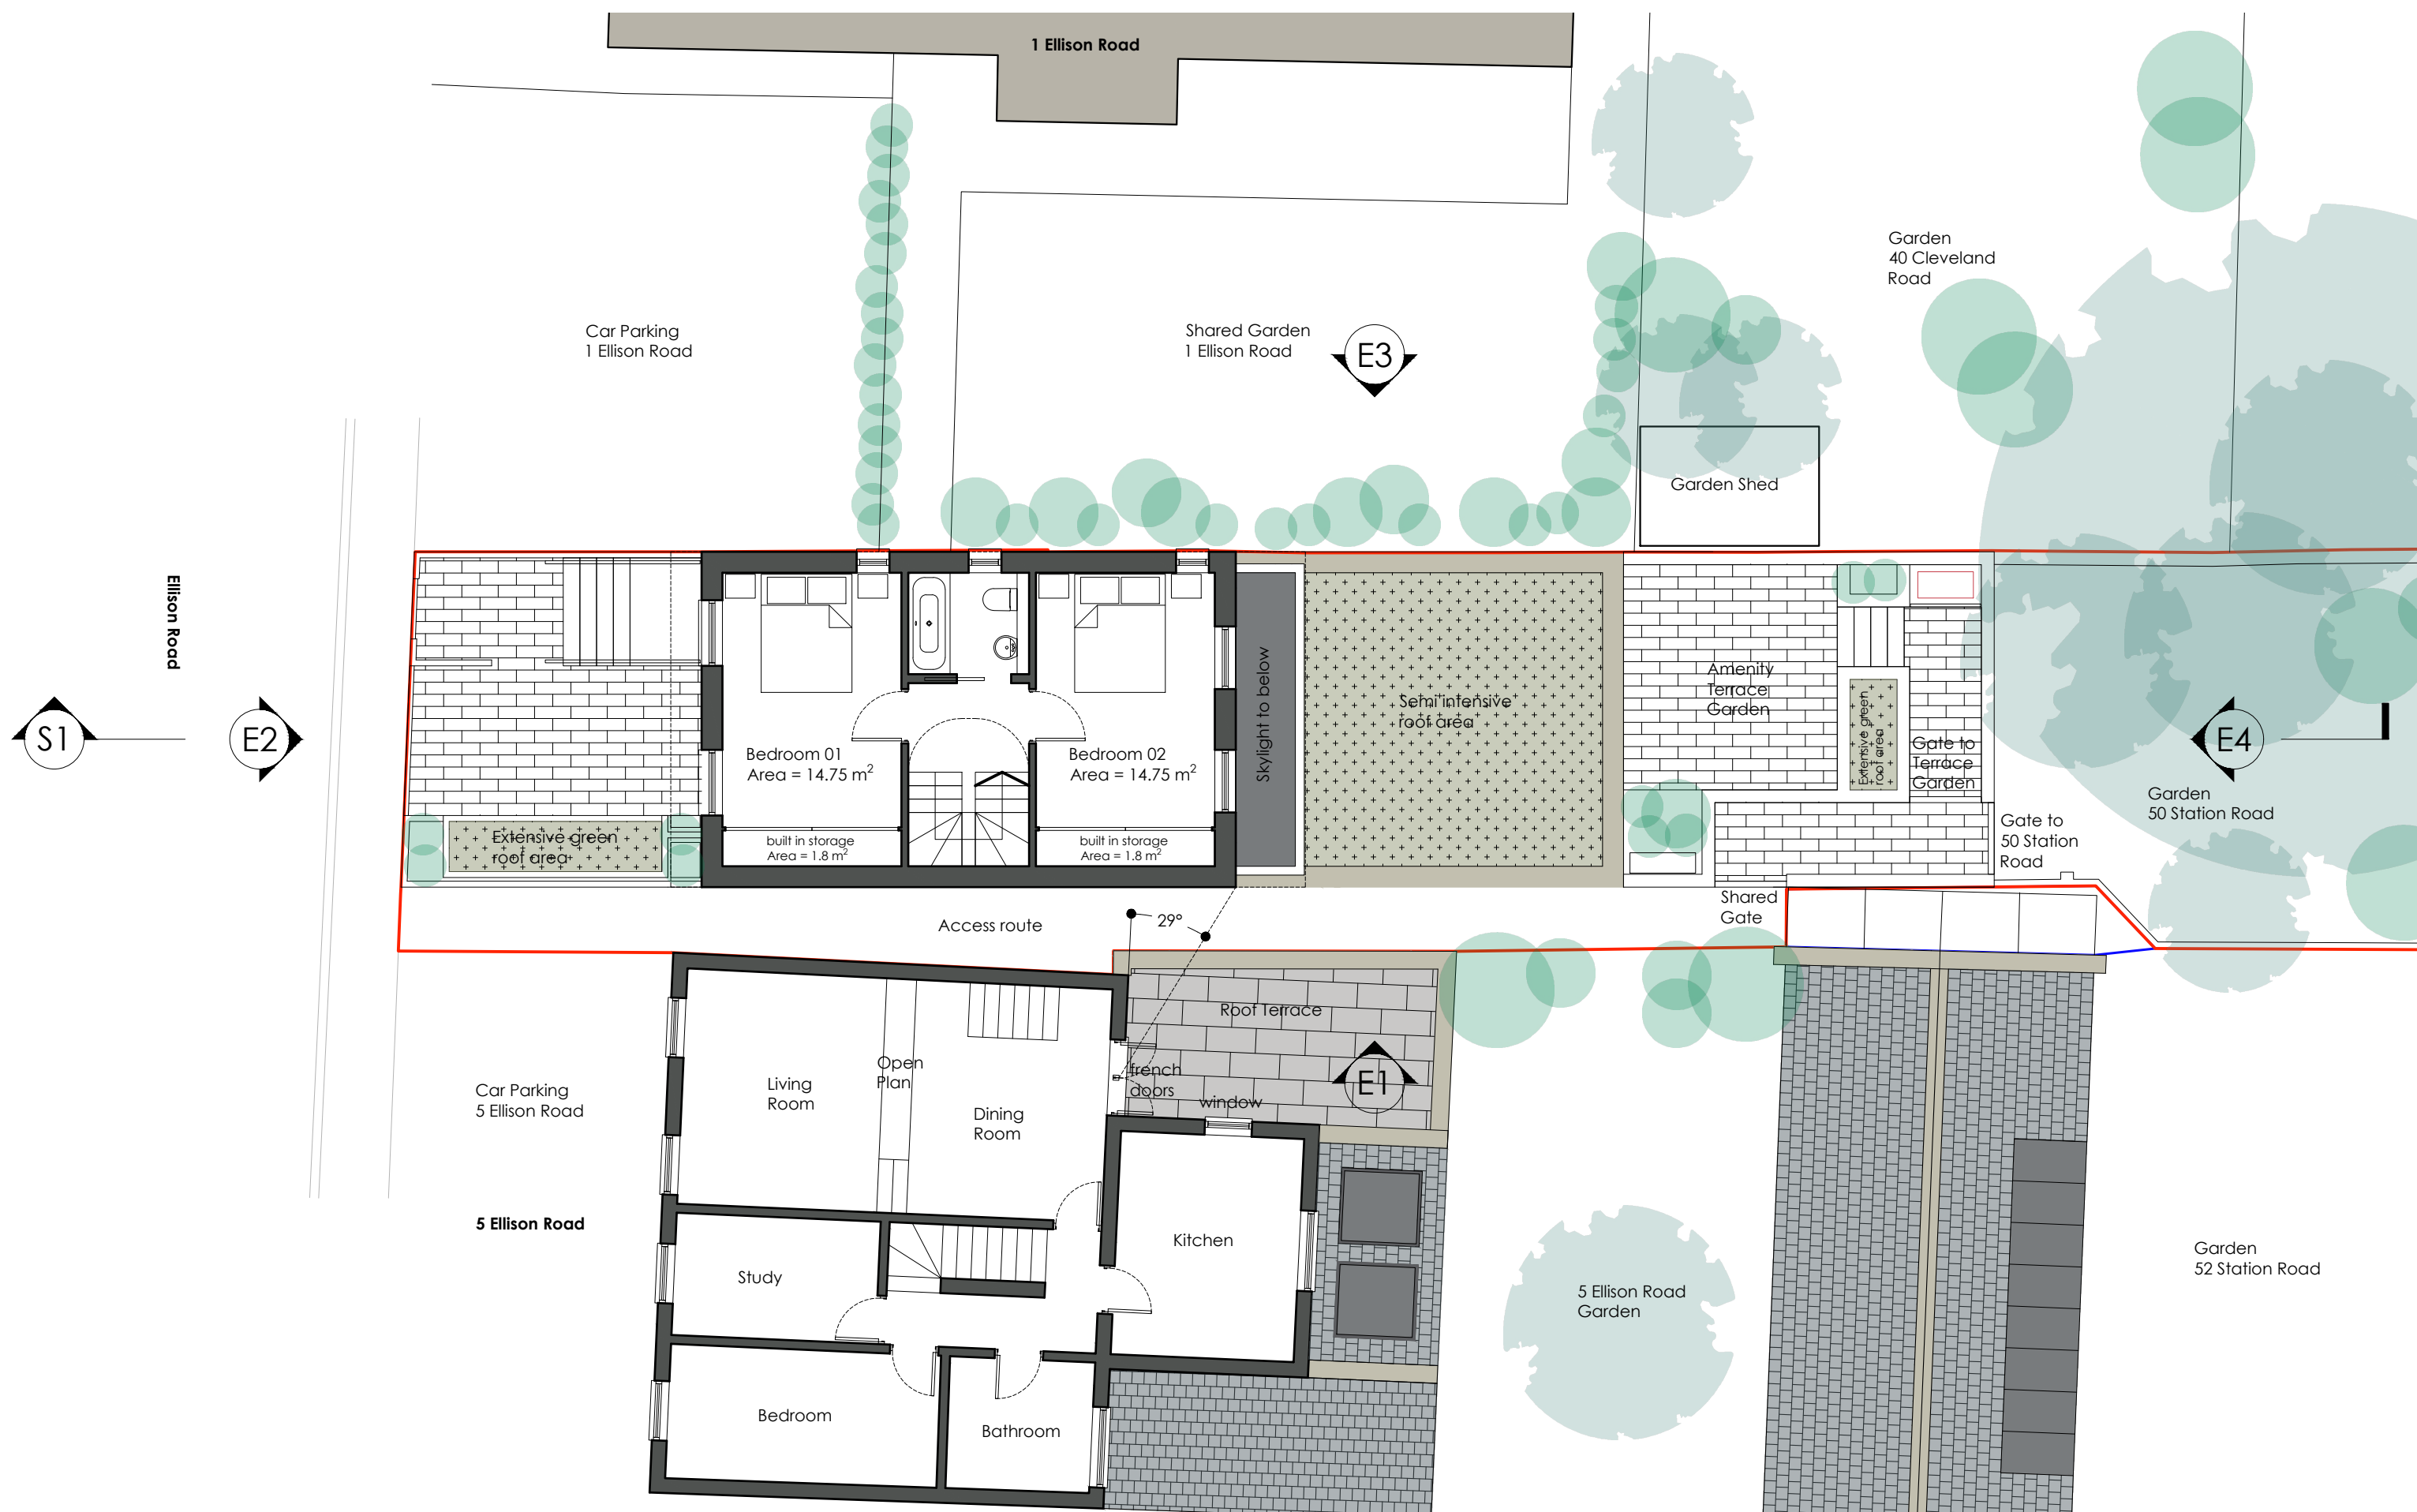 1 Ellison Road
Garden
40 Cleveland
Road
Car Parking
1 Ellison Road
Shared Garden
1 Ellison Road
E3
Garden Shed
Ellison Road
S1
E2
Bedroom 01
Area = 14.75 m²
built in storage
Area = 1.8 m²
Bedroom 02
Area = 14.75 m²
built in storage
Area = 1.8 m²
Skylight to below
Semi intensive
roof area
Amenity
Terrace
Garden
Extensive green
roof area
Gate to
Terrace
Garden
E4
Garden
50 Station Road
Gate to
50 Station
Road
Extensive green
roof area
Shared
Gate
Access route
29°
Roof Terrace
french
doors
window
E1
Open
Plan
Living
Room
Dining
Room
Car Parking
5 Ellison Road
5 Ellison Road
Kitchen
Study
Bedroom
Bathroom
5 Ellison Road
Garden
Garden
52 Station Road